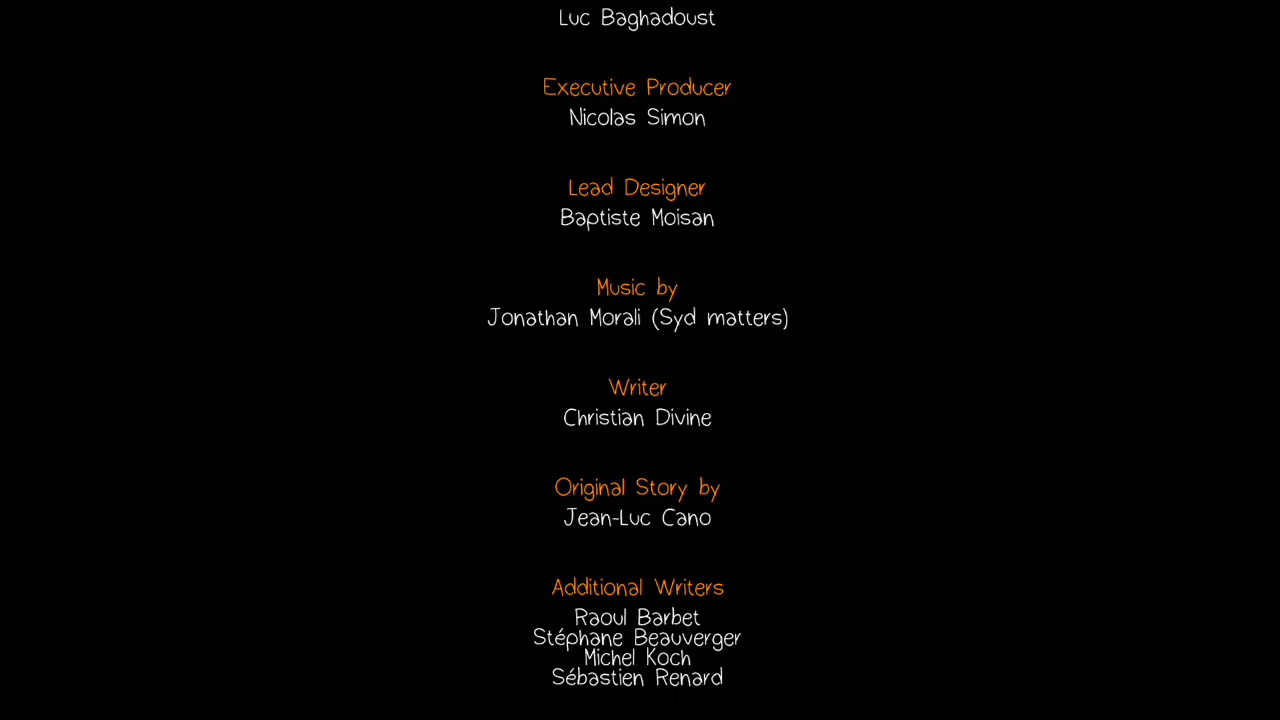 Luc Baghadoust
Executive Producer
Nicolas Simon
Lead Designer
Baptiste Moisan
Music by
Jonathan Morali (Syd matters)
Writer
Christian Divine
Original Story by
Jean-Luc Cano
Additional Writers
Raoul Barbet
Stéphane Beauverger
Michel Koch
Sébastien Renard